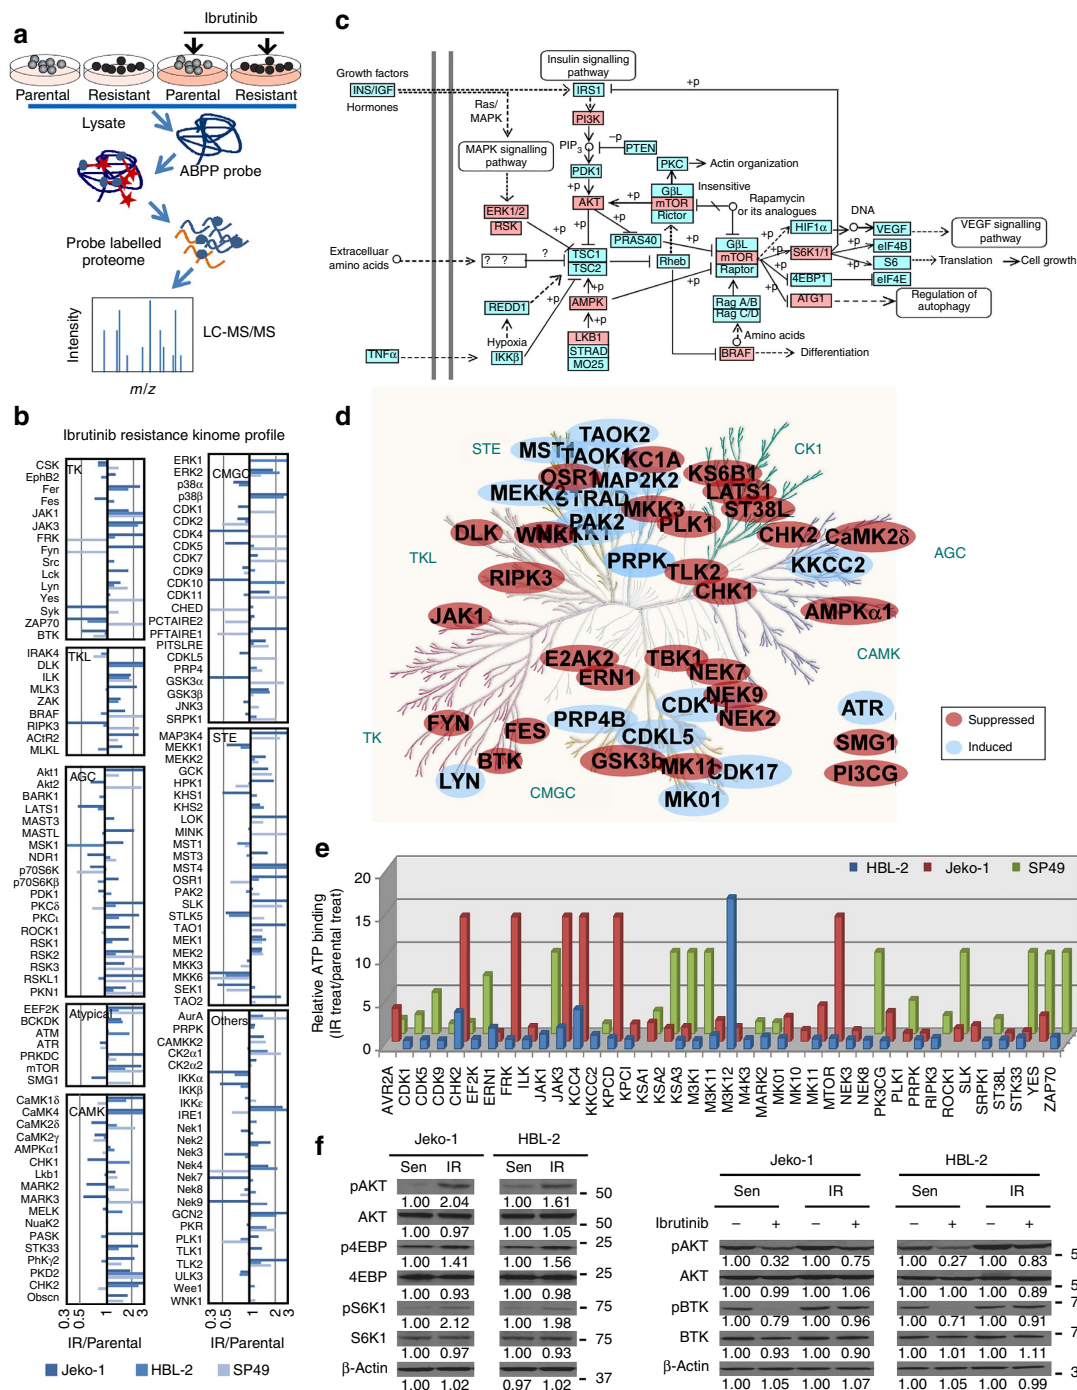 a
Ibrutinib
Parental Resistant Parental Resistant
Lysate
ABPP probe
Probe labelled
proteome
LC-MS/MS
Intensity
m/z
b
Ibrutinib resistance kinome profile
TK
CSK
EphB2
Fer
Fes
JAK1
JAK3
FRK
Fyn
Src
Lck
Lyn
Yes
Syk
ZAP70
BTK
TKL
IRAK4
DLK
ILK
MLK3
ZAK
BRAF
RIPK3
ActR2
MLKL
AGC
Akt1
Akt2
BARK1
LATS1
MAST3
MASTL
MSK1
NDR1
p70S6K
p70S6Kβ
PDK1
PKCδ
PKCι
ROCK1
RSK1
RSK2
RSK3
RSKL1
PKN1
Atypical
EEF2K
BCKDK
ATM
ATR
PRKDC
mTOR
SMG1
CAMK
CaMK1δ
CaMK4
CaMK2δ
CaMK2γ
AMPKα1
CHK1
Lkb1
MARK2
MARK3
MELK
NuaK2
PASK
STK33
PhKγ2
PKD2
CHK2
Obscn
0.3 0.5 1 2 3
IR/Parental
CMGC
ERK1
ERK2
p38α
p38β
CDK1
CDK2
CDK4
CDK5
CDK7
CDK9
CDK10
CDK11
CHED
PCTAIRE2
PFTAIRE1
PITSLRE
CDKL5
PRP4
GSK3α
GSK3β
JNK3
SRPK1
STE
MAP3K4
MEKK1
MEKK2
GCK
HPK1
KHS1
KHS2
LOK
MINK
MST1
MST3
MST4
OSR1
PAK2
SLK
STLK5
TAO1
MEK1
MEK2
MKK3
MKK6
SEK1
TAO2
Others
AurA
PRPK
CAMKK2
CK2α1
CK2α2
IKKα
IKKβ
IKKε
IRE1
Nek1
Nek2
Nek3
Nek4
Nek7
Nek8
Nek9
GCN2
PKR
PLK1
TLK1
TLK2
ULK3
Wee1
WNK1
0.3 0.5 1 2 3
IR/Parental
Jeko-1 HBL-2 SP49
c
Insulin signalling
pathway
Growth factors
INS/IGF
Hormones
Ras/
MAPK
IRS1
+p
PI3K
MAPK signalling
pathway
PIP3
–p
PTEN
PDK1
+p
PKC
Actin organization
ERK1/2
RSK
AKT
+p
GβL
mTOR
Rictor
Insensitive
Rapamycin
or its analogues
HIF1α
DNA
VEGF
VEGF signalling
pathway
+p
+p
PRAS40
+p
GβL
mTOR
Raptor
+p
S6K1/1
+p
+p
eIF4B
S6
Translation
Cell growth
Extracelluar
amino acids
? ?
?
TSC1
TSC2
Rheb
+p
4EBP1
eIF4E
+p
ATG1
Regulation of
autophagy
REDD1
+p
AMPK
+p
+p
Rag A/B
Rag C/D
Amino acids
Hypoxia
LKB1
STRAD
MO25
TNFα
IKKβ
+p
BRAF
Differentiation
d
STE
CK1
TKL
AGC
CAMK
TK
CMGC
TAOK2
MST1
TAOK1
KC1A
OSR1
MAP2K2
KS6B1
MEKK2
STRAD
LATS1
MKK3
ST38L
PAK2
PLK1
DLK
WNK1
CHK2
CaMK2δ
PRPK
KKCC2
RIPK3
TLK2
CHK1
JAK1
AMPKα1
E2AK2
TBK1
ERN1
NEK7
NEK9
CDK1
NEK2
ATR
FYN
FES
PRP4B
CDKL5
SMG1
BTK
GSK3b
MK11
CDK17
PI3CG
LYN
MK01
Suppressed
Induced
e
Relative ATP binding
(IR treat/parental treat)
20
15
10
5
0
HBL-2 Jeko-1 SP49
AVR2A
CDK1
CDK5
CDK9
CHK2
EF2K
ERN1
FRK
ILK
JAK1
JAK3
KCC4
KKCC2
KPCD
KPCI
KSA1
KSA2
KSA3
M3K1
M3K11
M3K12
M4K3
MARK2
MK01
MK10
MK11
MTOR
NEK3
NEK8
PK3CG
PLK1
PRPK
RIPK3
ROCK1
SLK
SRPK1
ST38L
STK33
YES
ZAP70
f
Jeko-1 HBL-2
Sen IR Sen IR
pAKT
50
1.00 2.04 1.00 1.61
AKT
50
1.00 0.97 1.00 1.05
p4EBP
25
1.00 1.41 1.00 1.56
4EBP
25
1.00 0.93 1.00 0.98
pS6K1
75
1.00 2.12 1.00 1.98
S6K1
75
1.00 0.97 1.00 0.93
β-Actin
37
1.00 1.02 0.97 1.02
Jeko-1 HBL-2
Sen IR Sen IR
Ibrutinib – + – + – + – +
pAKT
5
1.00 0.32 1.00 0.75 1.00 0.27 1.00 0.83
AKT
5
1.00 0.99 1.00 1.06 1.00 1.00 1.00 0.89
pBTK
7
1.00 0.79 1.00 0.96 1.00 0.71 1.00 0.91
BTK
7
1.00 0.93 1.00 0.90 1.00 1.01 1.00 1.11
β-Actin
3
1.00 1.05 1.00 1.07 1.00 1.05 1.00 0.99